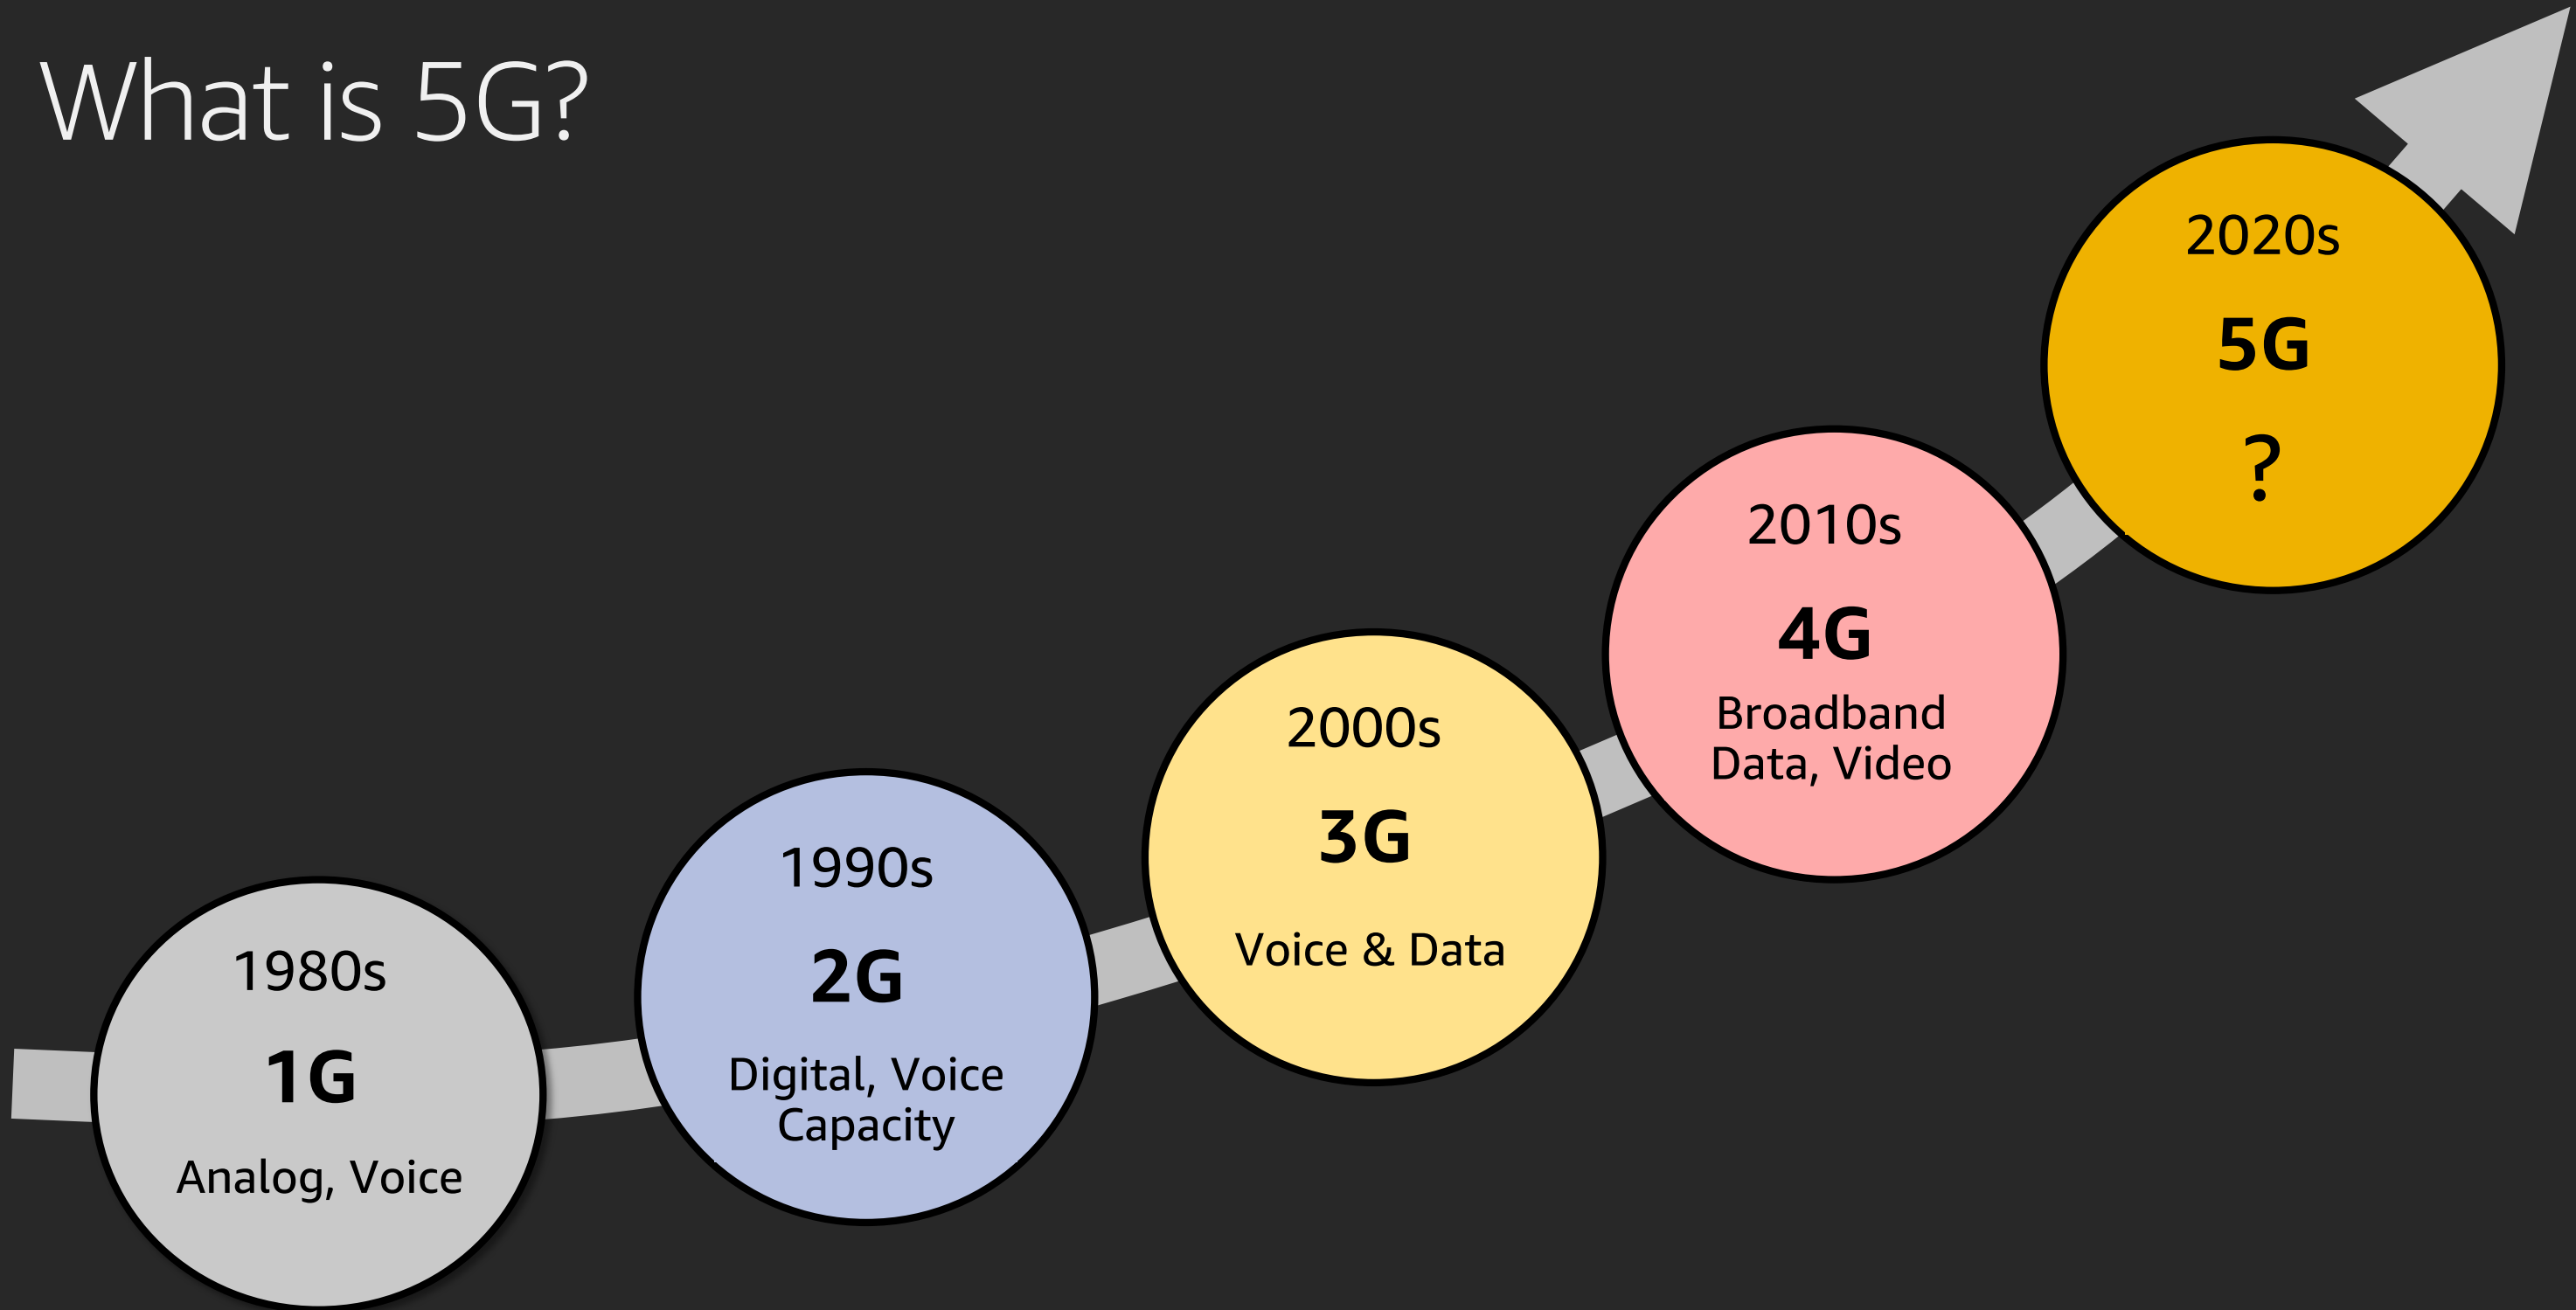 What is 5G?
1980s
1G
Analog, Voice
1990s
2G
Digital, Voice
Capacity
2000s
3G
Voice & Data
2010s
4G
Broadband
Data, Video
2020s
5G
?